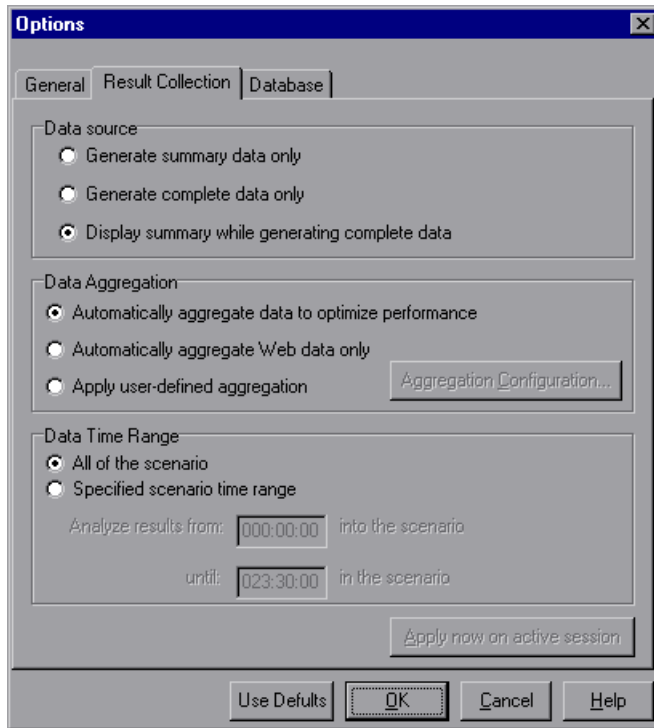 Options
General Result Collection Database
Data source
Generate summary data only
Generate complete data only
Display summary while generating complete data
Data Aggregation
Automatically aggregate data to optimize performance
Automatically aggregate Web data only
Apply user-defined aggregation Aggregation Configuration...
Data Time Range
All of the scenario
Specified scenario time range
Analyze results from: 000:00:00 into the scenario
until: 023:30:00 in the scenario
Apply now on active session
Use Defults OK Cancel Help